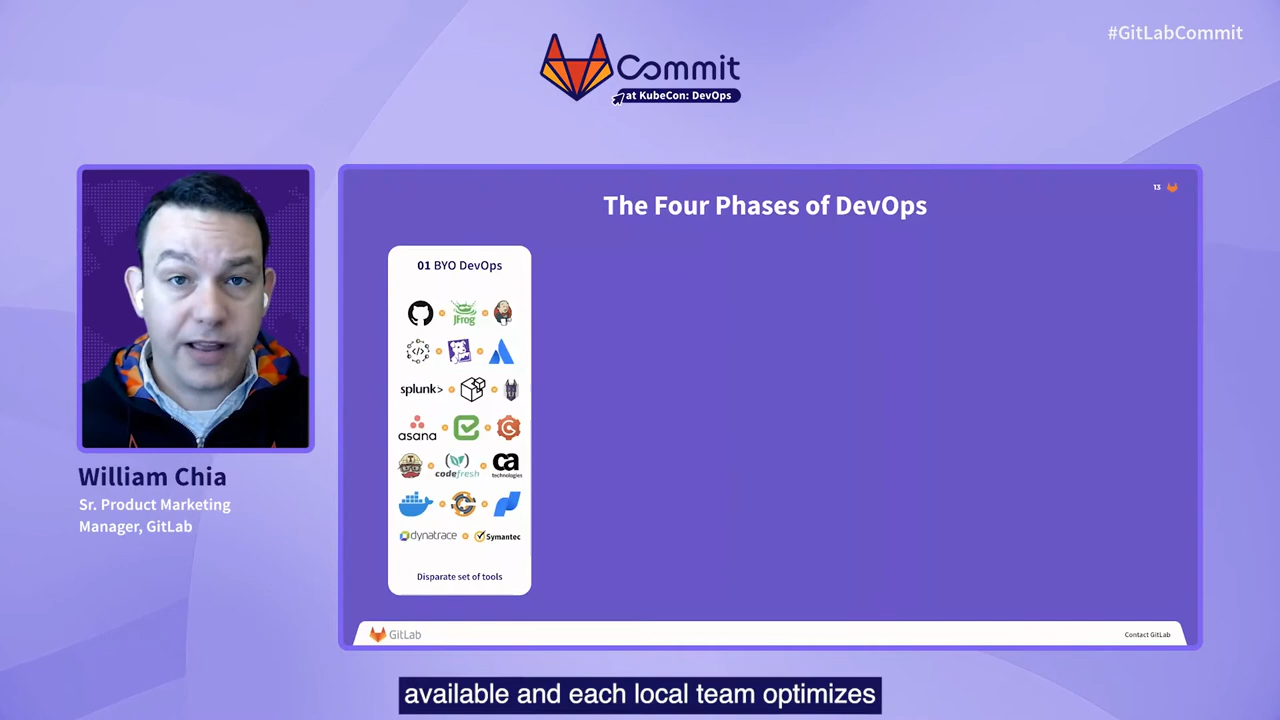 #GitLabCommit
Commit
at KubeCon: DevOps
13
The Four Phases of DevOps
01 BYO DevOps
JFrog
splunk>
asana
codefresh
ca
technologies
dynatrace
Symantec
Disparate set of tools
GitLab
Contact GitLab
William Chia
Sr. Product Marketing
Manager, GitLab
available and each local team optimizes